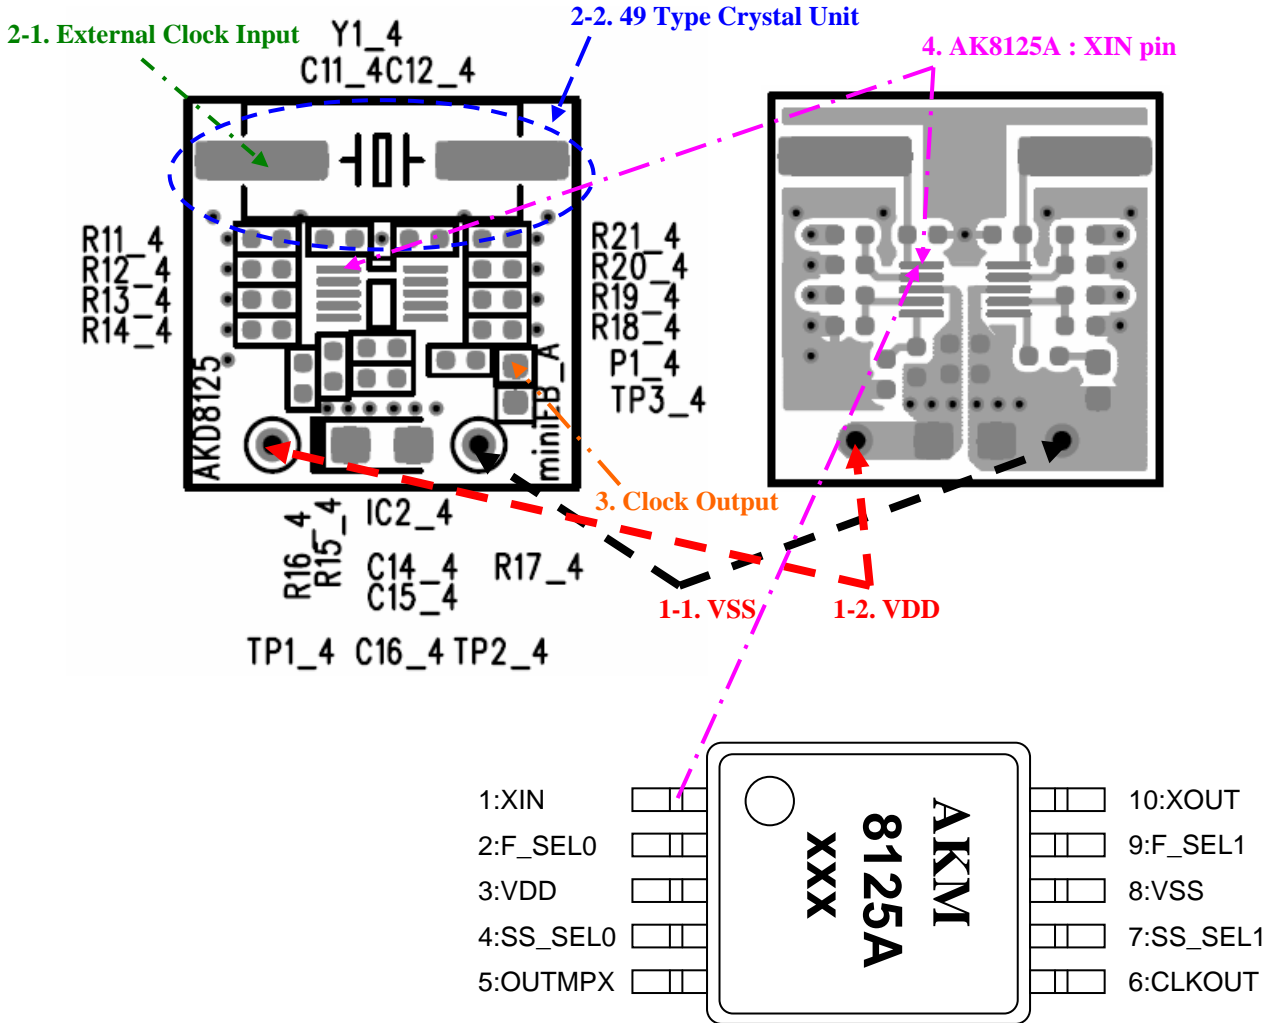 2-1. External Clock Input
Y1_4
C11_4C12_4
2-2. 49 Type Crystal Unit
4. AK8125A : XIN pin
R11_4
R12_4
R13_4
R14_4
R21_4
R20_4
R19_4
R18_4
P1_4
TP3_4
AKD8125
miniFB_A
3. Clock Output
R16_4
R15_4
IC2_4
C14_4
C15_4
R17_4
TP1_4 C16_4 TP2_4
1-1. VSS
1-2. VDD
1:XIN
2:F_SEL0
3:VDD
4:SS_SEL0
5:OUTMPX
AKM
8125A
xxx
10:XOUT
9:F_SEL1
8:VSS
7:SS_SEL1
6:CLKOUT